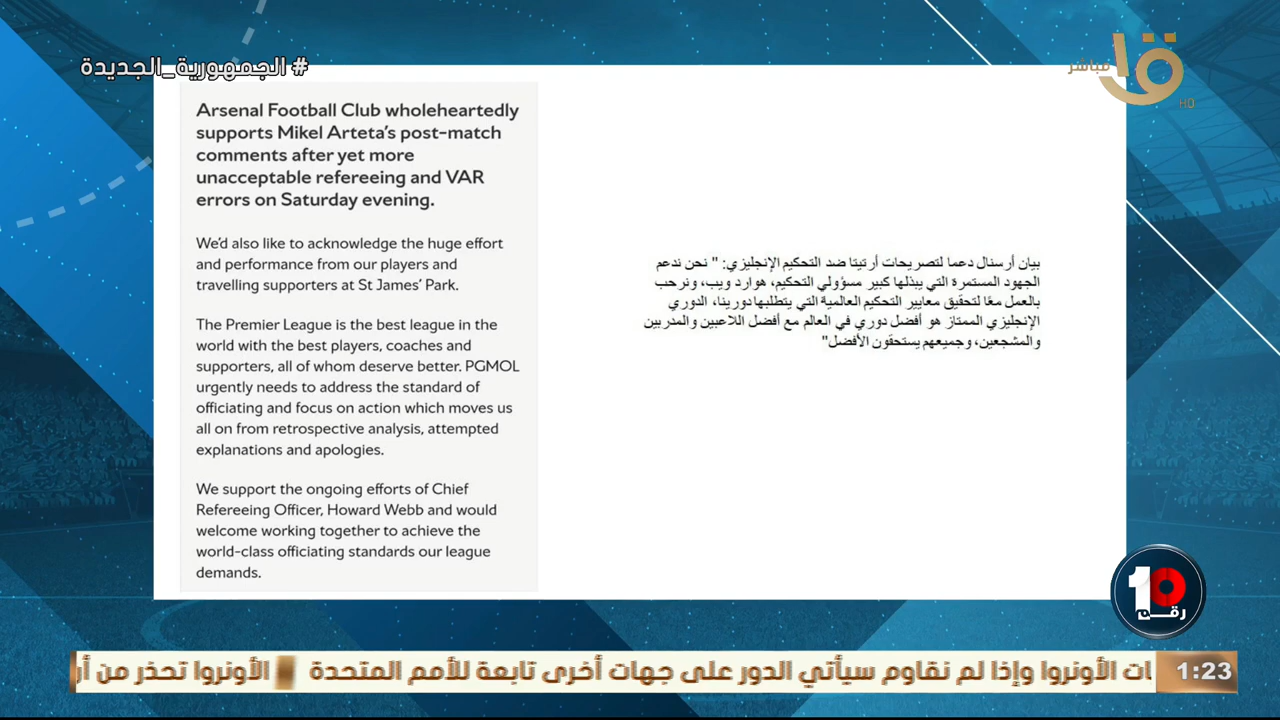 # الجمهورية_الجديدة
مباشر
HD
Arsenal Football Club wholeheartedly
supports Mikel Arteta's post-match
comments after yet more
unacceptable refereeing and VAR
errors on Saturday evening.
We'd also like to acknowledge the huge effort
and performance from our players and
travelling supporters at St James' Park.
The Premier League is the best league in the
world with the best players, coaches and
supporters, all of whom deserve better. PGMOL
urgently needs to address the standard of
officiating and focus on action which moves us
all on from retrospective analysis, attempted
explanations and apologies.
We support the ongoing efforts of Chief
Refereeing Officer, Howard Webb and would
welcome working together to achieve the
world-class officiating standards our league
demands.
بيان أرسنال دعما لتصريحات أرتيتا ضد التحكيم الإنجليزي: " نحن ندعم
الجهود المستمرة التي يبذلها كبير مسؤولي التحكيم، هوارد ويب، ونرحب
بالعمل معًا لتحقيق معايير التحكيم العالمية التي يتطلبها دورينا، الدوري
الإنجليزي الممتاز هو أفضل دوري في العالم مع أفضل اللاعبين والمدربين
والمشجعين، وجميعهم يستحقون الأفضل"
رقم
10
1:23
الأونروا وإذا لم نقاوم سيأتي الدور على جهات أخرى تابعة للأمم المتحدة
الأونروا تحذر من